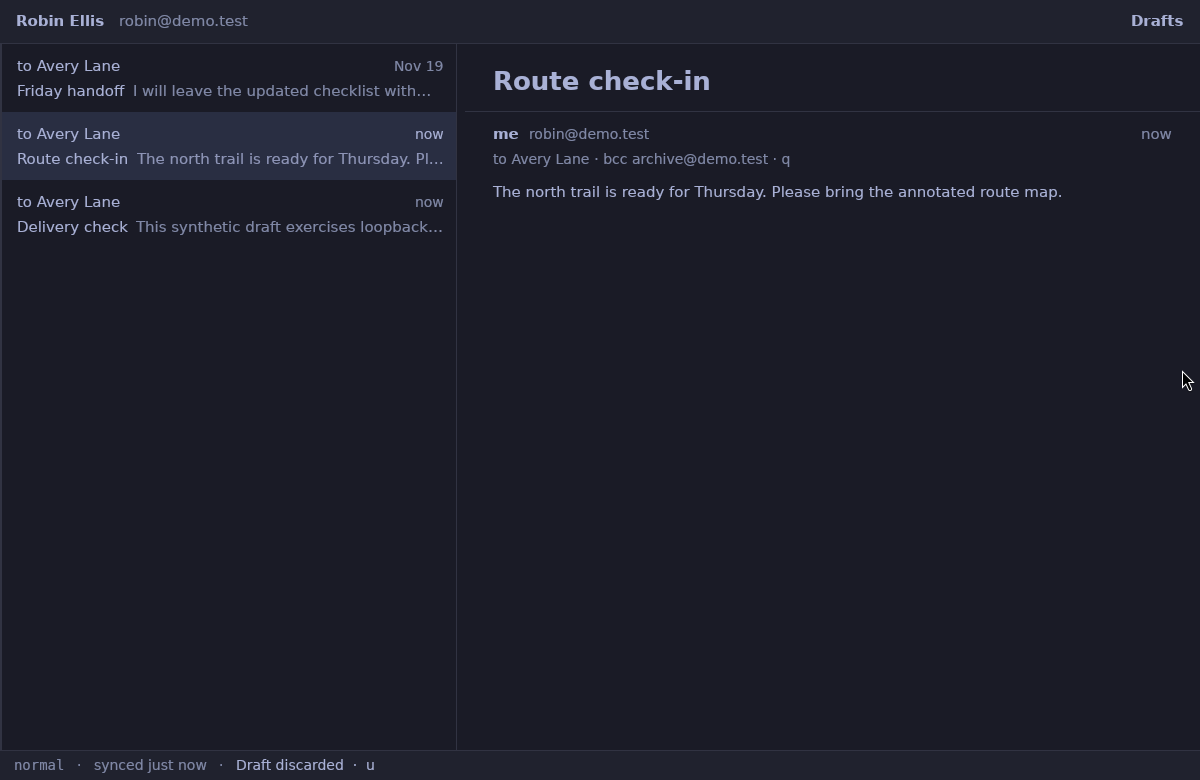 Robin Ellis robin@demo.test Drafts
to Avery Lane Nov 19
Friday handoff I will leave the updated checklist with…
to Avery Lane now
Route check-in The north trail is ready for Thursday. Pl…
to Avery Lane now
Delivery check This synthetic draft exercises loopback…
Route check-in
me robin@demo.test now
to Avery Lane · bcc archive@demo.test · q
The north trail is ready for Thursday. Please bring the annotated route map.
normal · synced just now · Draft discarded · u